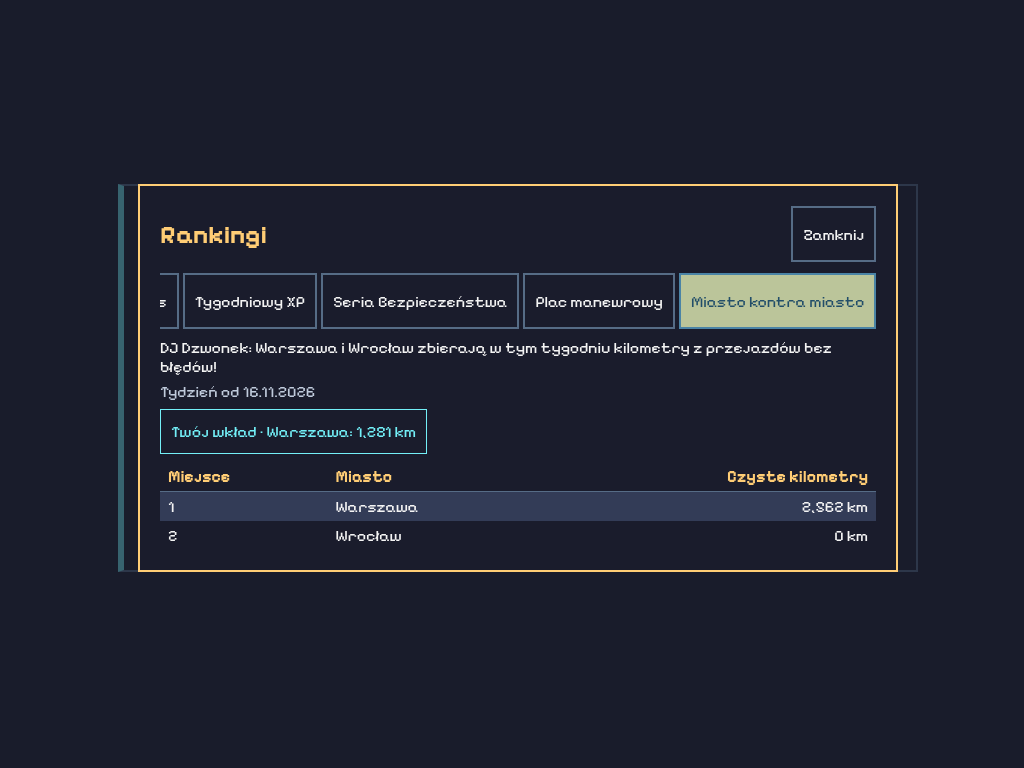 Rankingi
Zamknij
s
Tygodniowy XP
Seria Bezpieczeństwa
Plac manewrowy
Miasto kontra miasto
DJ Dzwonek: Warszawa i Wrocław zbierają w tym tygodniu kilometry z przejazdów bez
błędów!
Tydzień od 16.11.2026
Twój wkład · Warszawa: 1,281 km
Miejsce Miasto Czyste kilometry
1 Warszawa 2,562 km
2 Wrocław 0 km